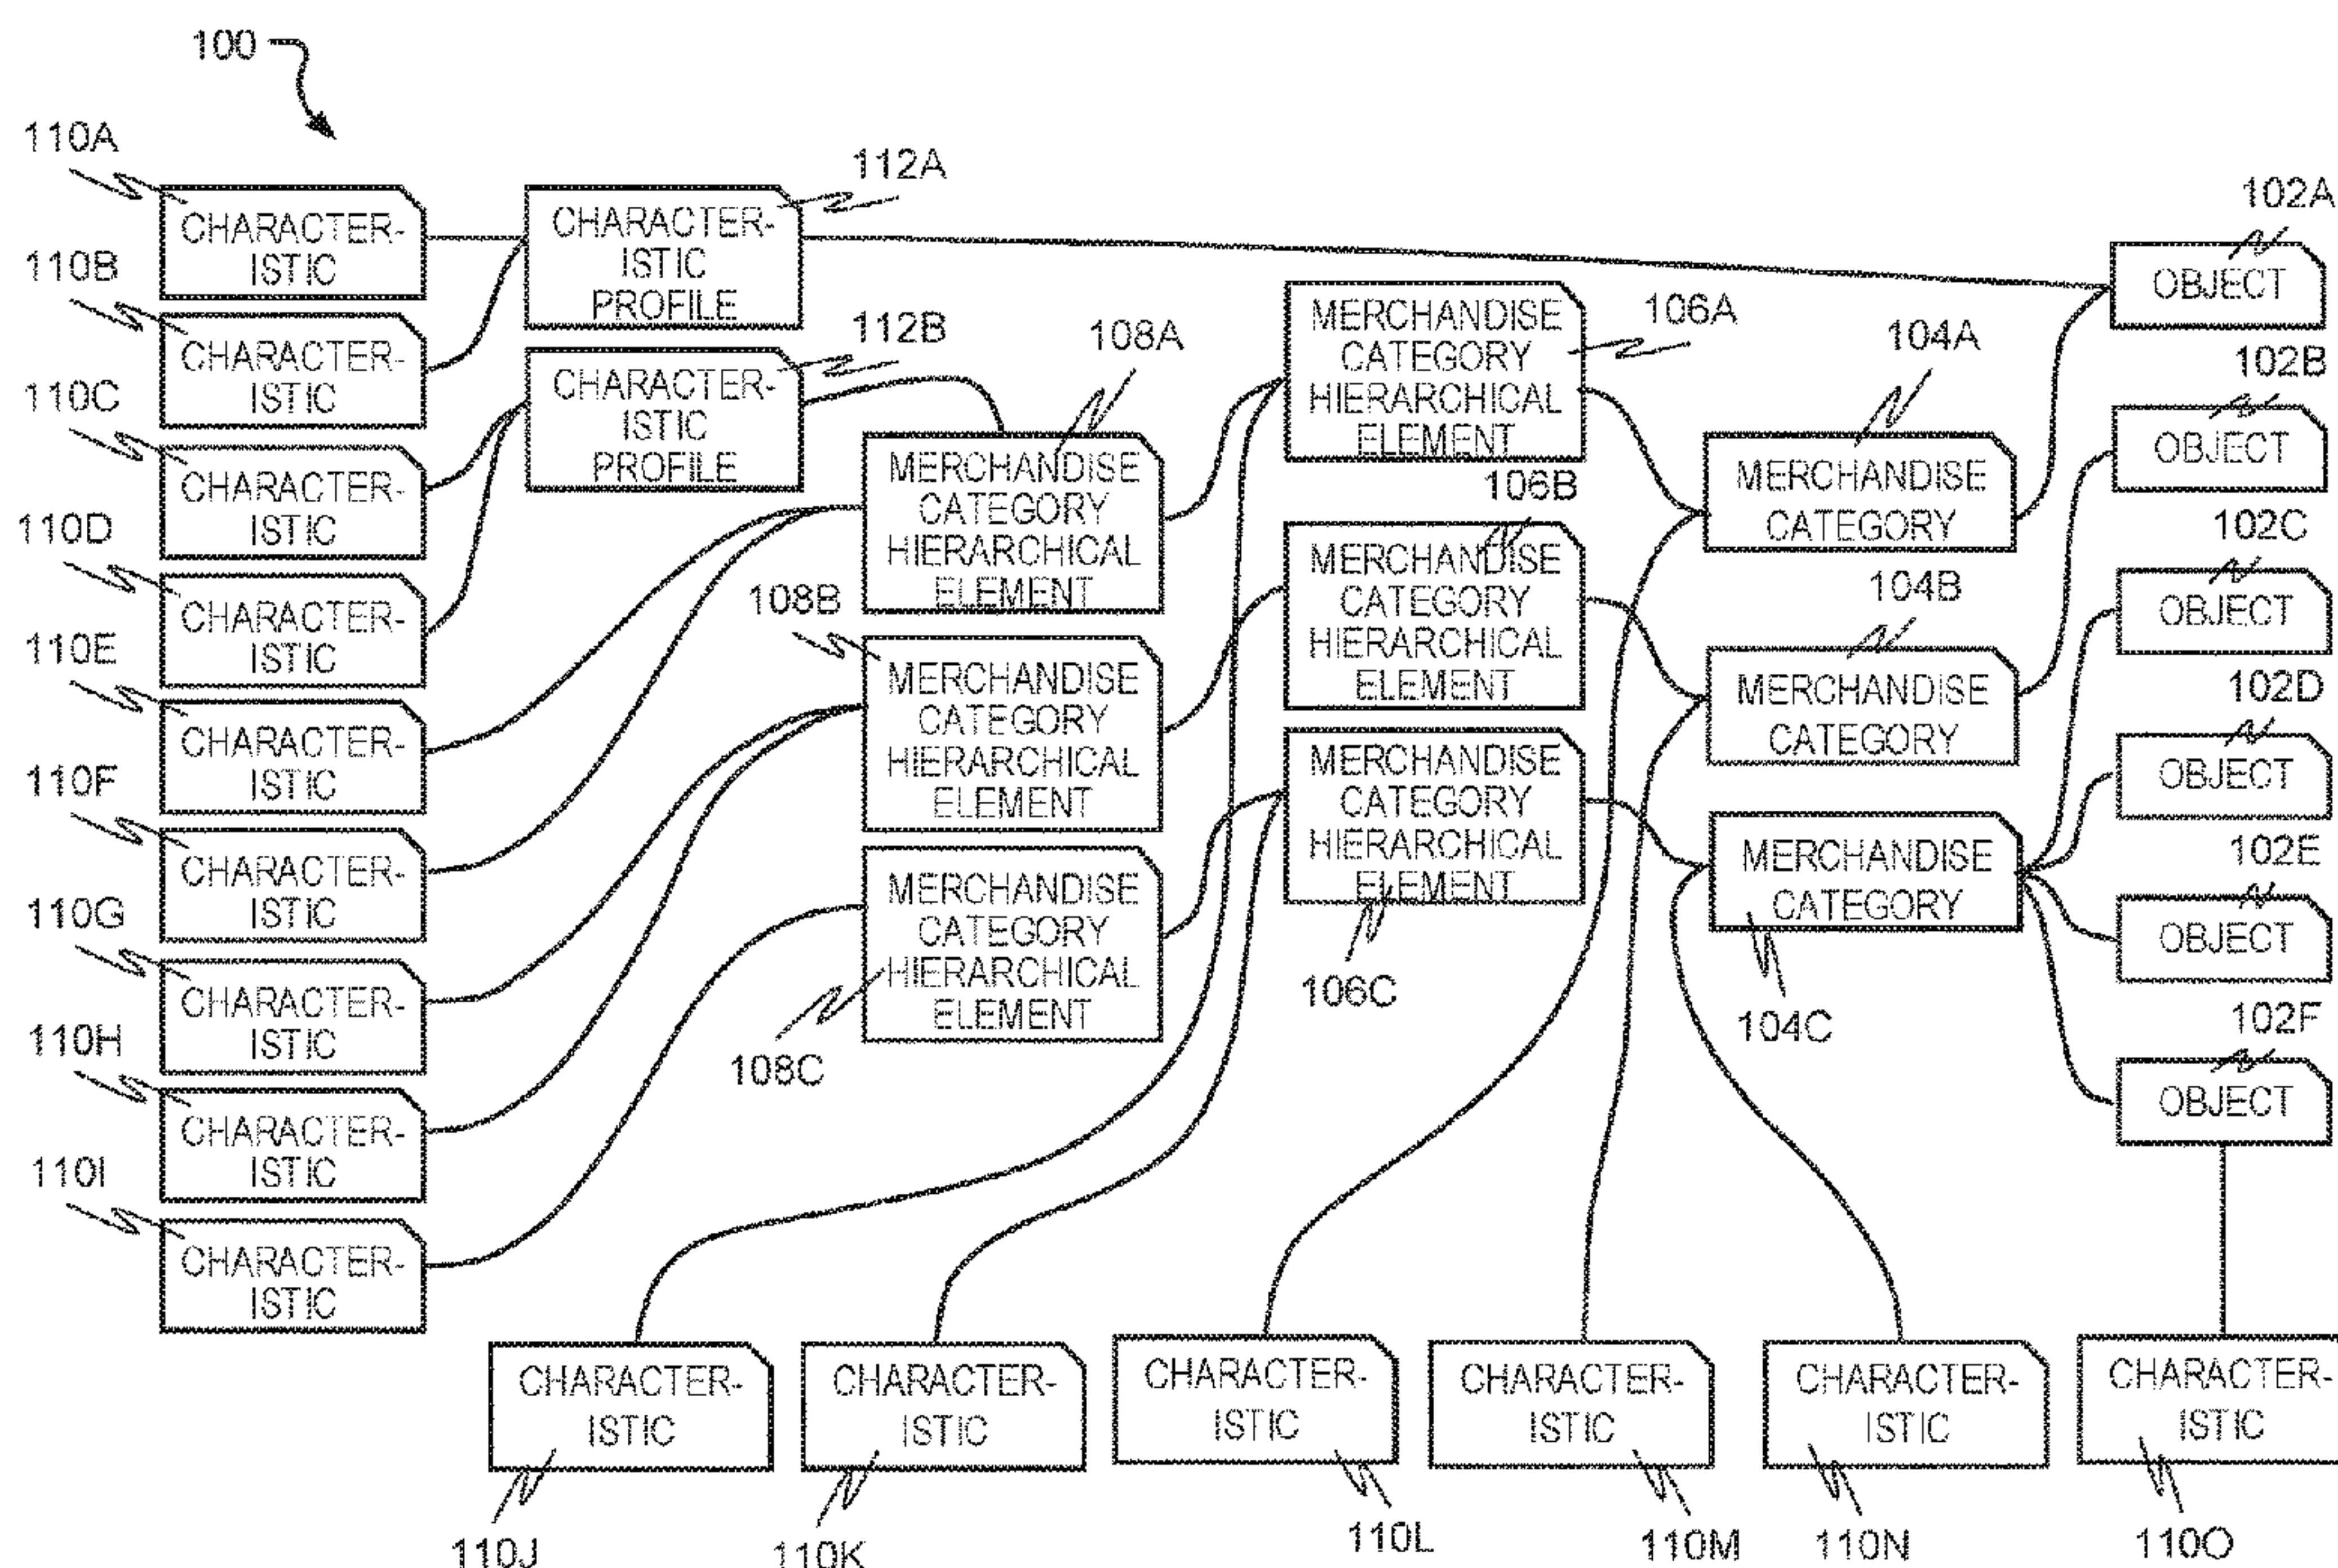 100
110A
CHARACTER-
ISTIC
110B
CHARACTER-
ISTIC
110C
CHARACTER-
ISTIC
110D
CHARACTER-
ISTIC
110E
CHARACTER-
ISTIC
110F
CHARACTER-
ISTIC
110G
CHARACTER-
ISTIC
110H
CHARACTER-
ISTIC
110I
CHARACTER-
ISTIC
112A
CHARACTER-
ISTIC
PROFILE
112B
CHARACTER-
ISTIC
PROFILE
108A
MERCHANDISE
CATEGORY
HIERARCHICAL
ELEMENT
108B
MERCHANDISE
CATEGORY
HIERARCHICAL
ELEMENT
MERCHANDISE
CATEGORY
HIERARCHICAL
ELEMENT
108C
MERCHANDISE
CATEGORY
HIERARCHICAL
ELEMENT
106A
106B
MERCHANDISE
CATEGORY
HIERARCHICAL
ELEMENT
MERCHANDISE
CATEGORY
HIERARCHICAL
ELEMENT
106C
104A
MERCHANDISE
CATEGORY
104B
MERCHANDISE
CATEGORY
MERCHANDISE
CATEGORY
104C
102A
OBJECT
102B
OBJECT
102C
OBJECT
102D
OBJECT
102E
OBJECT
102F
OBJECT
CHARACTER-
ISTIC
110J
CHARACTER-
ISTIC
110K
CHARACTER-
ISTIC
110L
CHARACTER-
ISTIC
110M
CHARACTER-
ISTIC
110N
CHARACTER-
ISTIC
110O